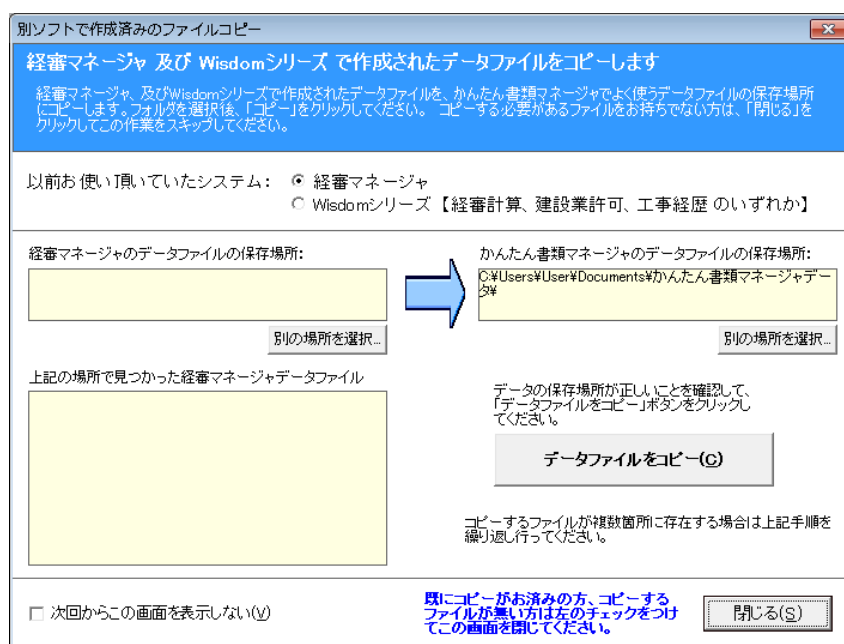 別ソフトで作成済みのファイルコピー
経審マネージャ 及び Wisdomシリーズ で作成されたデータファイルをコピーします
経審マネージャ、及びWisdomシリーズで作成されたデータファイルを、かんたん書類マネージャでよく使うデータファイルの保存場所
にコピーします。フォルダを選択後、「コピー」をクリックしてください。 コピーする必要があるファイルをお持ちでない方は、「閉じる」を
クリックしてこの作業をスキップしてください。
以前お使い頂いていたシステム： 経審マネージャ
Wisdomシリーズ 【経審計算、建設業許可、工事経歴 のいずれか】
経審マネージャのデータファイルの保存場所:
かんたん書類マネージャのデータファイルの保存場所:
C:¥Users¥User¥Documents¥かんたん書類マネージャデー
タ¥
別の場所を選択...
別の場所を選択...
上記の場所で見つかった経審マネージャデータファイル
データの保存場所が正しいことを確認して、
「データファイルをコピー」ボタンをクリックし
てください。
データファイルをコピー(C)
コピーするファイルが複数箇所に存在する場合は上記手順を
繰り返し行ってください。
次回からこの画面を表示しない(V)
既にコピーがお済みの方、コピーする
ファイルが無い方は左のチェックをつけ
てこの画面を閉じてください。
閉じる(S)